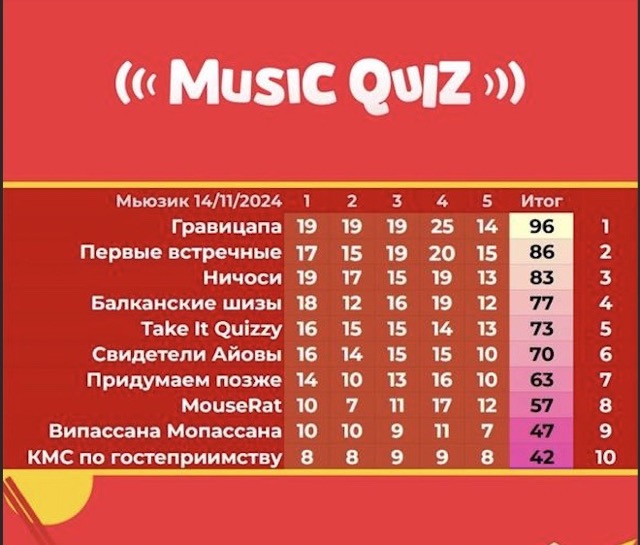 MUSIC QUIZ
Мьюзик 14/11/2024 1 2 3 4 5 Итог
Гравицапа 19 19 19 25 14 96 1
Первые встречные 17 15 19 20 15 86 2
Ничоси 19 17 15 19 13 83 3
Балканские шизы 18 12 16 19 12 77 4
Take It Quizzy 16 15 15 14 13 73 5
Свидетели Айовы 16 14 15 15 10 70 6
Придумаем позже 14 10 13 16 10 63 7
MouseRat 10 7 11 17 12 57 8
Випассана Мопассана 10 10 9 11 7 47 9
КМС по гостеприимству 8 8 9 9 8 42 10